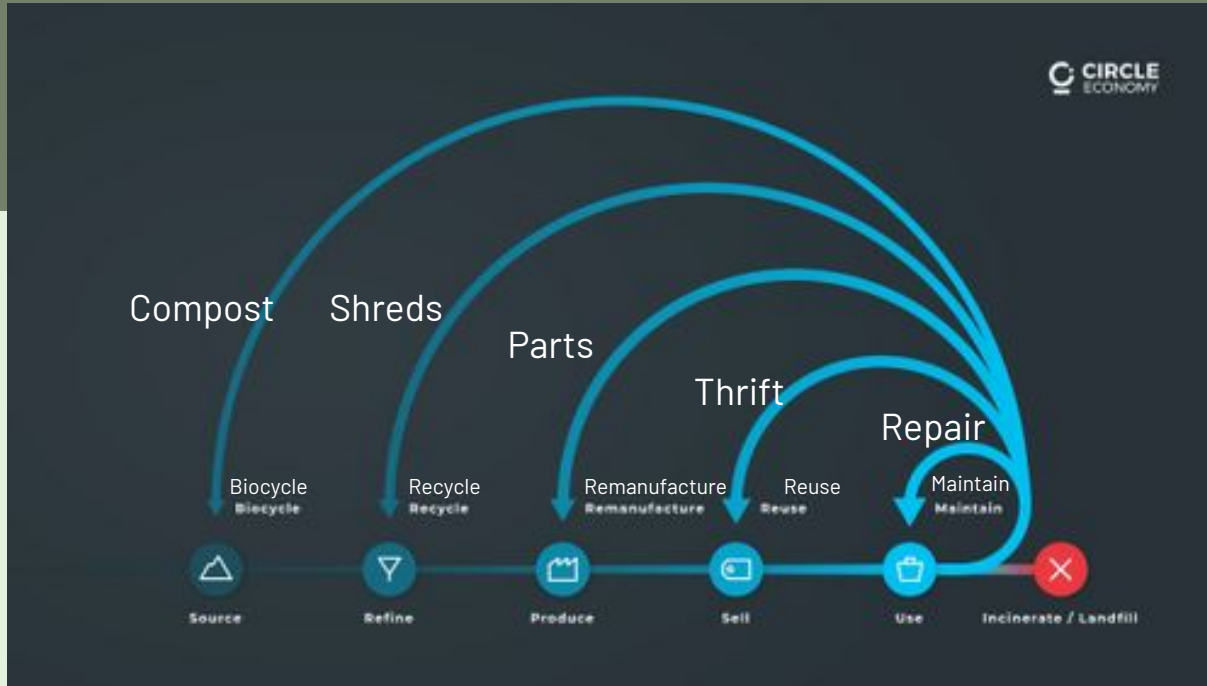 CIRCLE
ECONOMY
Compost
Shreds
Parts
Thrift
Repair
Biocycle
Recycle
Remanufacture
Reuse
Maintain
Biocycle
Recycle
Remanufacture
Reuse
Maintain
Source
Refine
Produce
Sell
Use
Incinerate / Landfill